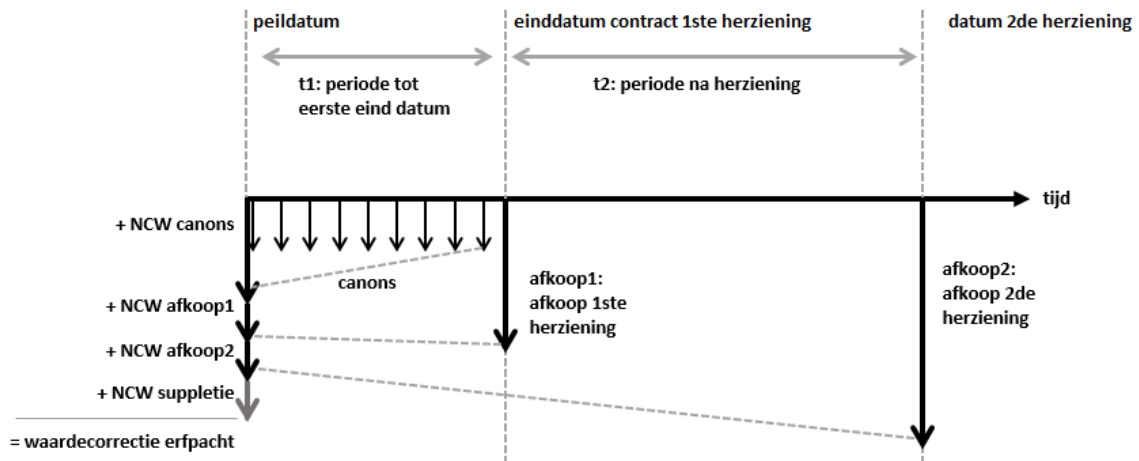 peildatum
einddatum contract 1ste herziening
datum 2de herziening
t1: periode tot
eerste eind datum
t2: periode na herziening
tijd
+ NCW canons
canons
afkoop1:
afkoop 1ste
herziening
afkoop2:
afkoop 2de
herziening
+ NCW afkoop1
+ NCW afkoop2
+ NCW suppletie
= waardecorrectie erfpacht